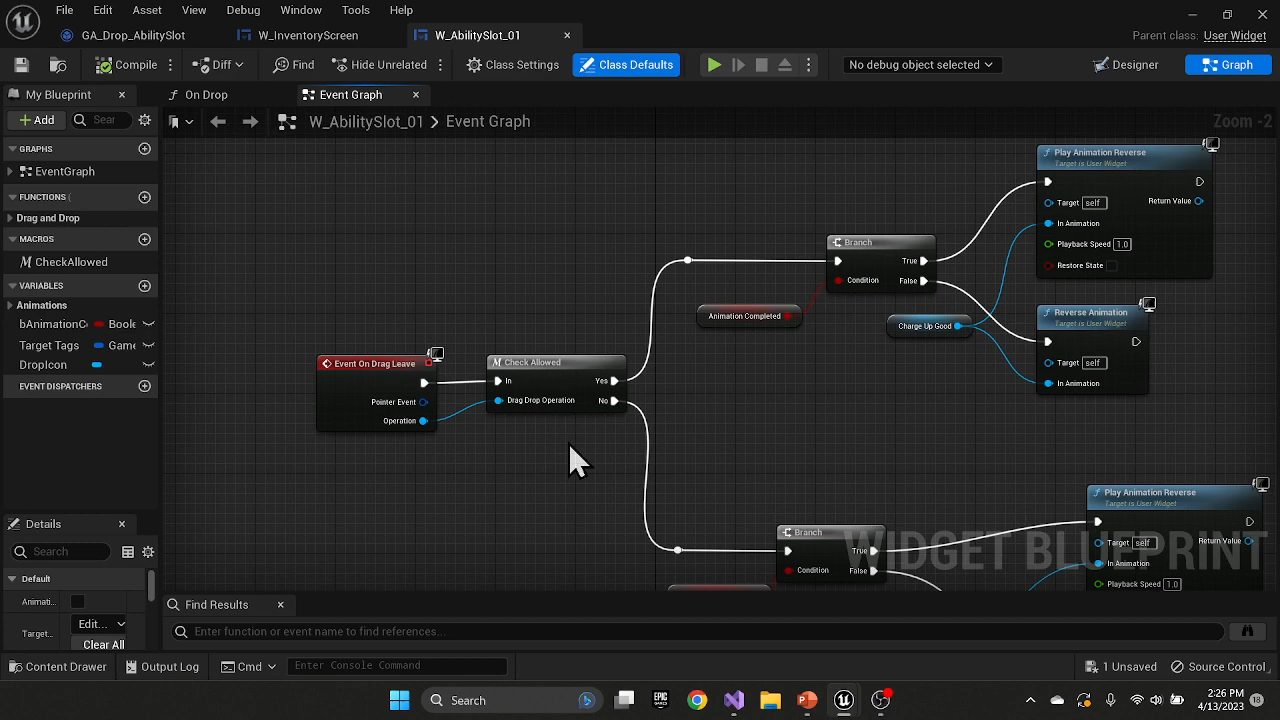 File Edit Asset View Debug Window Tools Help
GA_Drop_AbilitySlot W_InventoryScreen W_AbilitySlot_01
Parent class: User Widget
Compile Diff Find Hide Unrelated Class Settings Class Defaults No debug object selected Designer Graph
My Blueprint On Drop Event Graph
Add Sear
W_AbilitySlot_01 > Event Graph
Zoom -2
GRAPHS
EventGraph
FUNCTIONS (
Drag and Drop
MACROS
CheckAllowed
VARIABLES
Animations
bAnimationC Boole
Target Tags Game
DropIcon
EVENT DISPATCHERS
Event On Drag Leave
Pointer Event
Operation
Check Allowed
In Yes
Drag Drop Operation No
Branch
True
Condition False
Animation Completed
Charge Up Good
Play Animation Reverse
Target is User Widget
Target self Return Value
In Animation
Playback Speed 1.0
Restore State
Reverse Animation
Target is User Widget
Target self
In Animation
Branch
True
Condition False
Play Animation Reverse
Target is User Widget
Target self Return Value
In Animation
Playback Speed 1.0
WIDGET BLUEPRINT
Details
Search
Default
Animati...
Target... Edit...
Clear All
Find Results
Enter function or event name to find references...
Content Drawer Output Log Cmd Enter Console Command 1 Unsaved Source Control
Search
EPIC GAMES
2:26 PM
4/13/2023
18